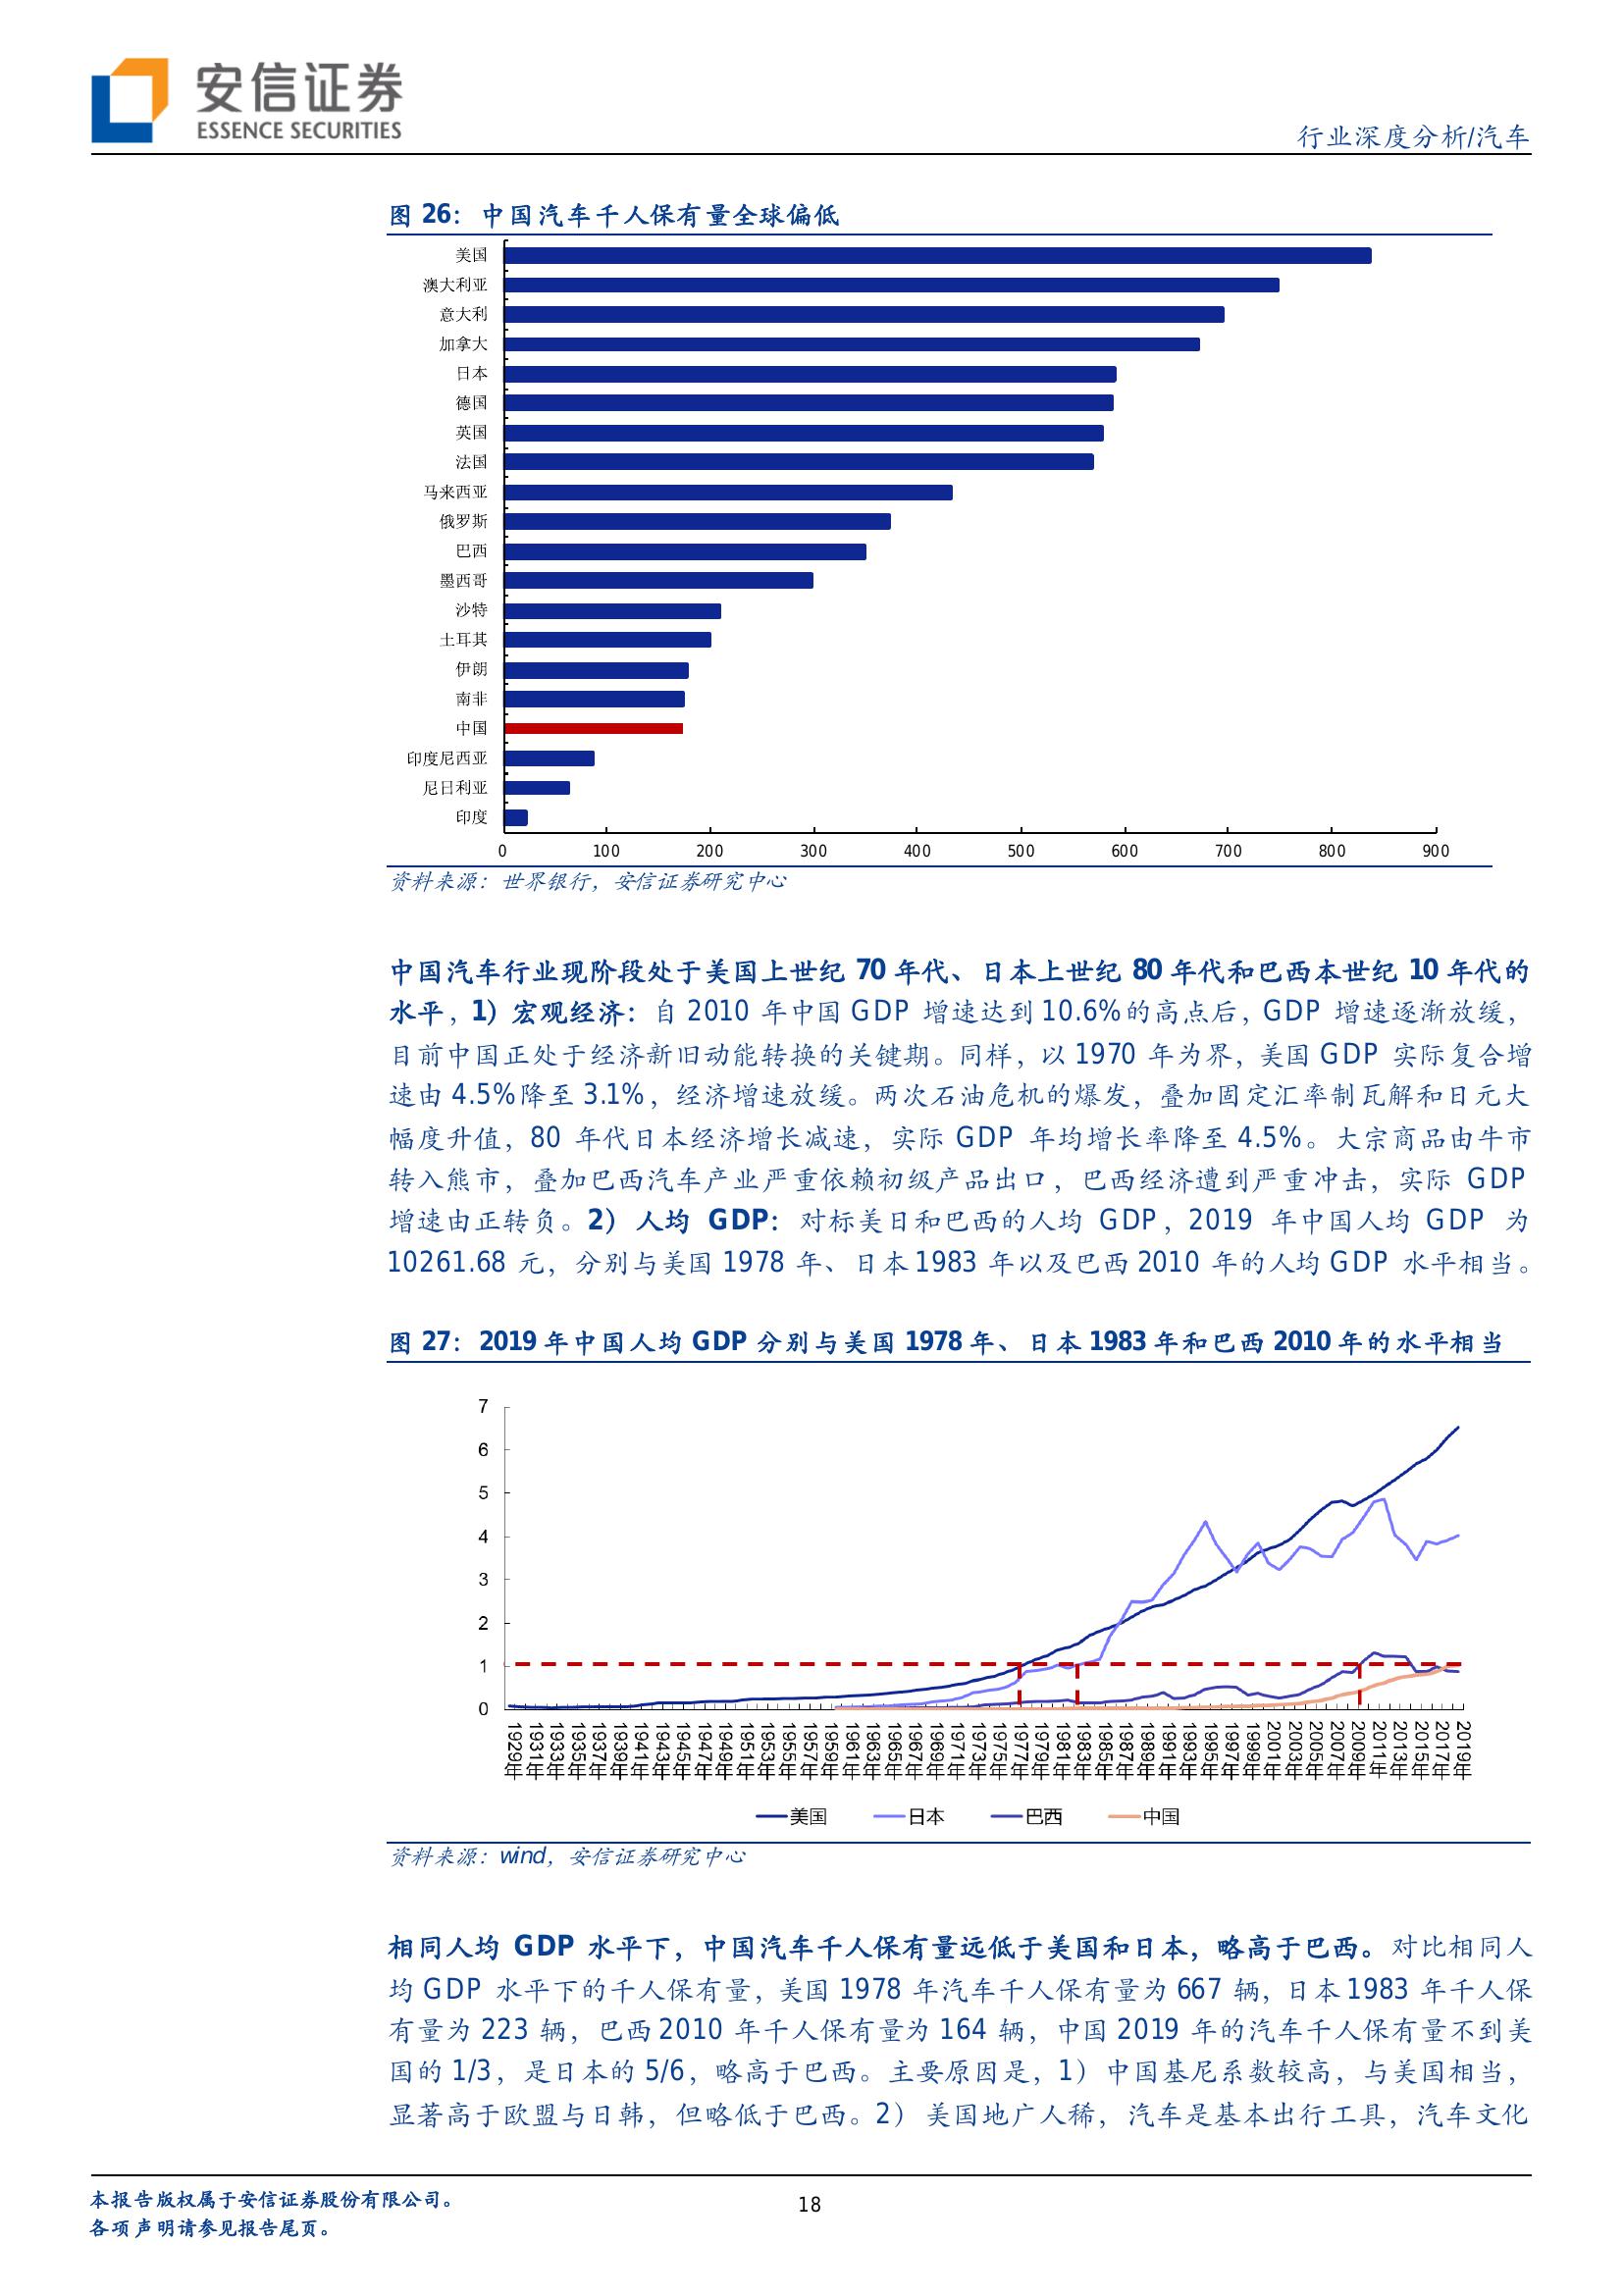 安信证券
ESSENCE SECURITIES
行业深度分析/汽车
图 26：中国汽车千人保有量全球偏低
美国
澳大利亚
意大利
加拿大
日本
德国
英国
法国
马来西亚
俄罗斯
巴西
墨西哥
沙特
土耳其
伊朗
南非
中国
印度尼西亚
尼日利亚
印度
0 100 200 300 400 500 600 700 800 900
资料来源：世界银行，安信证券研究中心
中国汽车行业现阶段处于美国上世纪 70 年代、日本上世纪 80 年代和巴西本世纪 10 年代的
水平，1）宏观经济：自 2010 年中国 GDP 增速达到 10.6%的高点后，GDP 增速逐渐放缓，
目前中国正处于经济新旧动能转换的关键期。同样，以 1970 年为界，美国 GDP 实际复合增
速由 4.5%降至 3.1%，经济增速放缓。两次石油危机的爆发，叠加固定汇率制瓦解和日元大
幅度升值，80 年代日本经济增长减速，实际 GDP 年均增长率降至 4.5%。大宗商品由牛市
转入熊市，叠加巴西汽车产业严重依赖初级产品出口，巴西经济遭到严重冲击，实际 GDP
增速由正转负。2）人均 GDP：对标美日和巴西的人均 GDP，2019 年中国人均 GDP 为
10261.68 元，分别与美国 1978 年、日本 1983 年以及巴西 2010 年的人均 GDP 水平相当。
图 27：2019 年中国人均 GDP 分别与美国 1978 年、日本 1983 年和巴西 2010 年的水平相当
7
6
5
4
3
2
1
0
1929年 1931年 1933年 1935年 1937年 1939年 1941年 1943年 1945年 1947年 1949年 1951年 1953年 1955年 1957年 1959年 1961年 1963年 1965年 1967年 1969年 1971年 1973年 1975年 1977年 1979年 1981年 1983年 1985年 1987年 1989年 1991年 1993年 1995年 1997年 1999年 2001年 2003年 2005年 2007年 2009年 2011年 2013年 2015年 2017年 2019年
美国 日本 巴西 中国
资料来源：wind，安信证券研究中心
相同人均 GDP 水平下，中国汽车千人保有量远低于美国和日本，略高于巴西。对比相同人
均 GDP 水平下的千人保有量，美国 1978 年汽车千人保有量为 667 辆，日本 1983 年千人保
有量为 223 辆，巴西 2010 年千人保有量为 164 辆，中国 2019 年的汽车千人保有量不到美
国的 1/3，是日本的 5/6，略高于巴西。主要原因是，1）中国基尼系数较高，与美国相当，
显著高于欧盟与日韩，但略低于巴西。2） 美国地广人稀，汽车是基本出行工具，汽车文化
本报告版权属于安信证券股份有限公司。
各项声明请参见报告尾页。
18